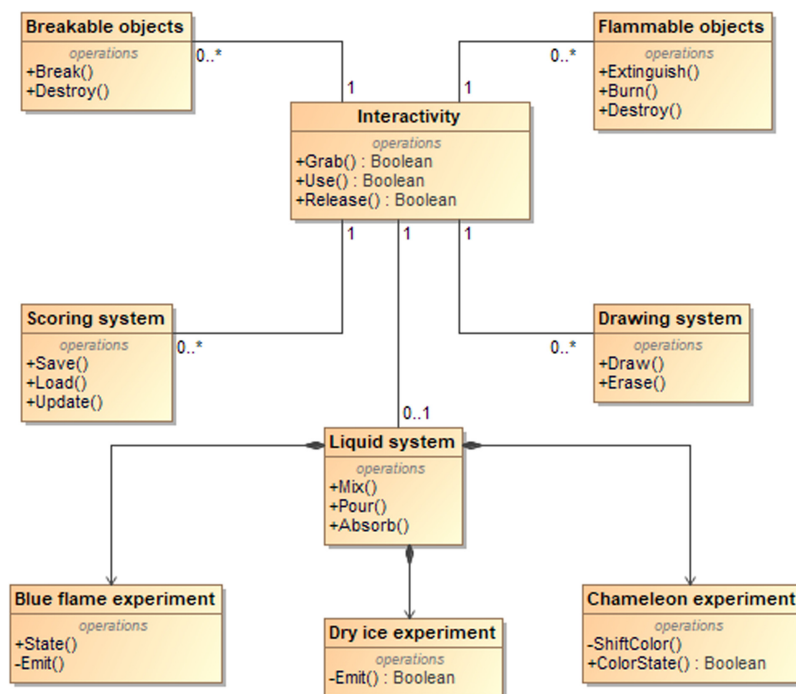 Breakable objects
operations
+Break()
+Destroy()
0..*
1
Flammable objects
operations
+Extinguish()
+Burn()
+Destroy()
0..*
1
Interactivity
operations
+Grab() : Boolean
+Use() : Boolean
+Release() : Boolean
1
1
1
Scoring system
operations
+Save()
+Load()
+Update()
0..*
Drawing system
operations
+Draw()
+Erase()
0..*
0..1
Liquid system
operations
+Mix()
+Pour()
+Absorb()
Blue flame experiment
operations
+State()
-Emit()
Dry ice experiment
operations
-Emit() : Boolean
Chameleon experiment
operations
-ShiftColor()
+ColorState() : Boolean